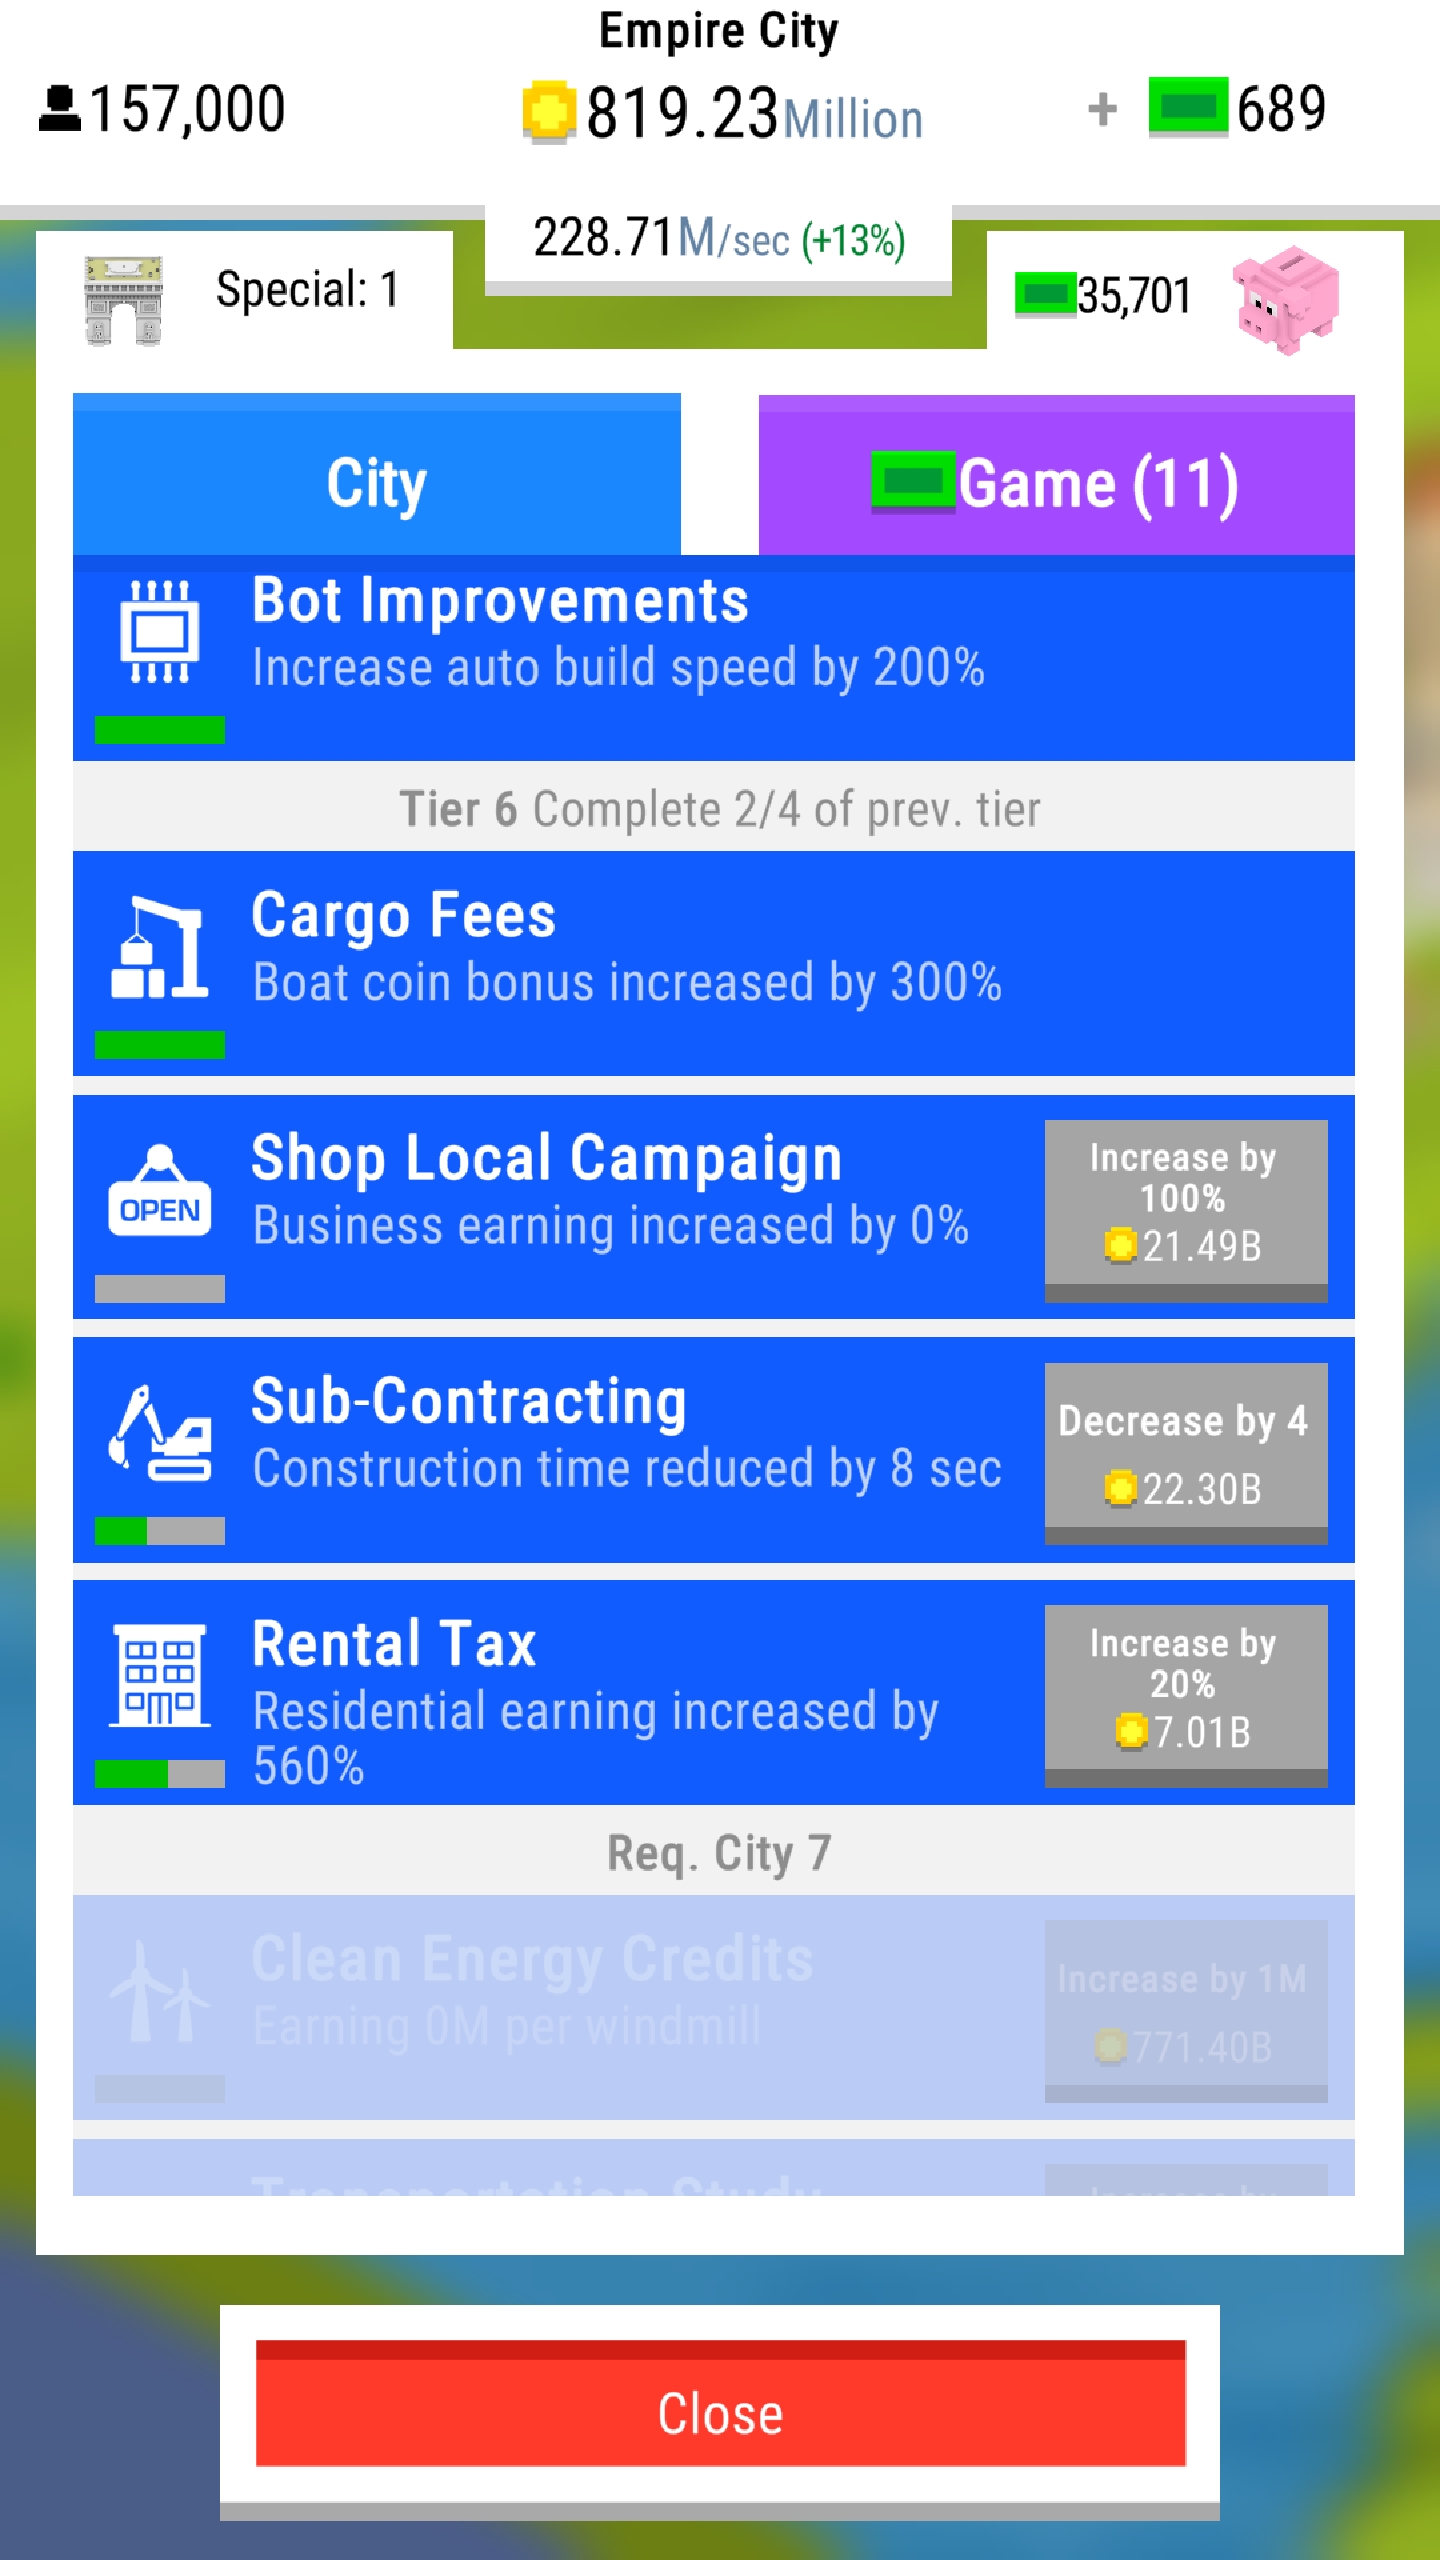 Empire City
157,000
819.23Million
+ 689
228.71M/sec (+13%)
Special: 1
35,701
City
Game (11)
Bot Improvements
Increase auto build speed by 200%
Tier 6 Complete 2/4 of prev. tier
Cargo Fees
Boat coin bonus increased by 300%
Shop Local Campaign
Business earning increased by 0%
OPEN
Increase by
100%
21.49B
Sub-Contracting
Construction time reduced by 8 sec
Decrease by 4
22.30B
Rental Tax
Residential earning increased by
560%
Increase by
20%
7.01B
Req. City 7
Clean Energy Credits
Earning 0M per windmill
Increase by 1M
771.40B
Transportation Study
Increase by
Close